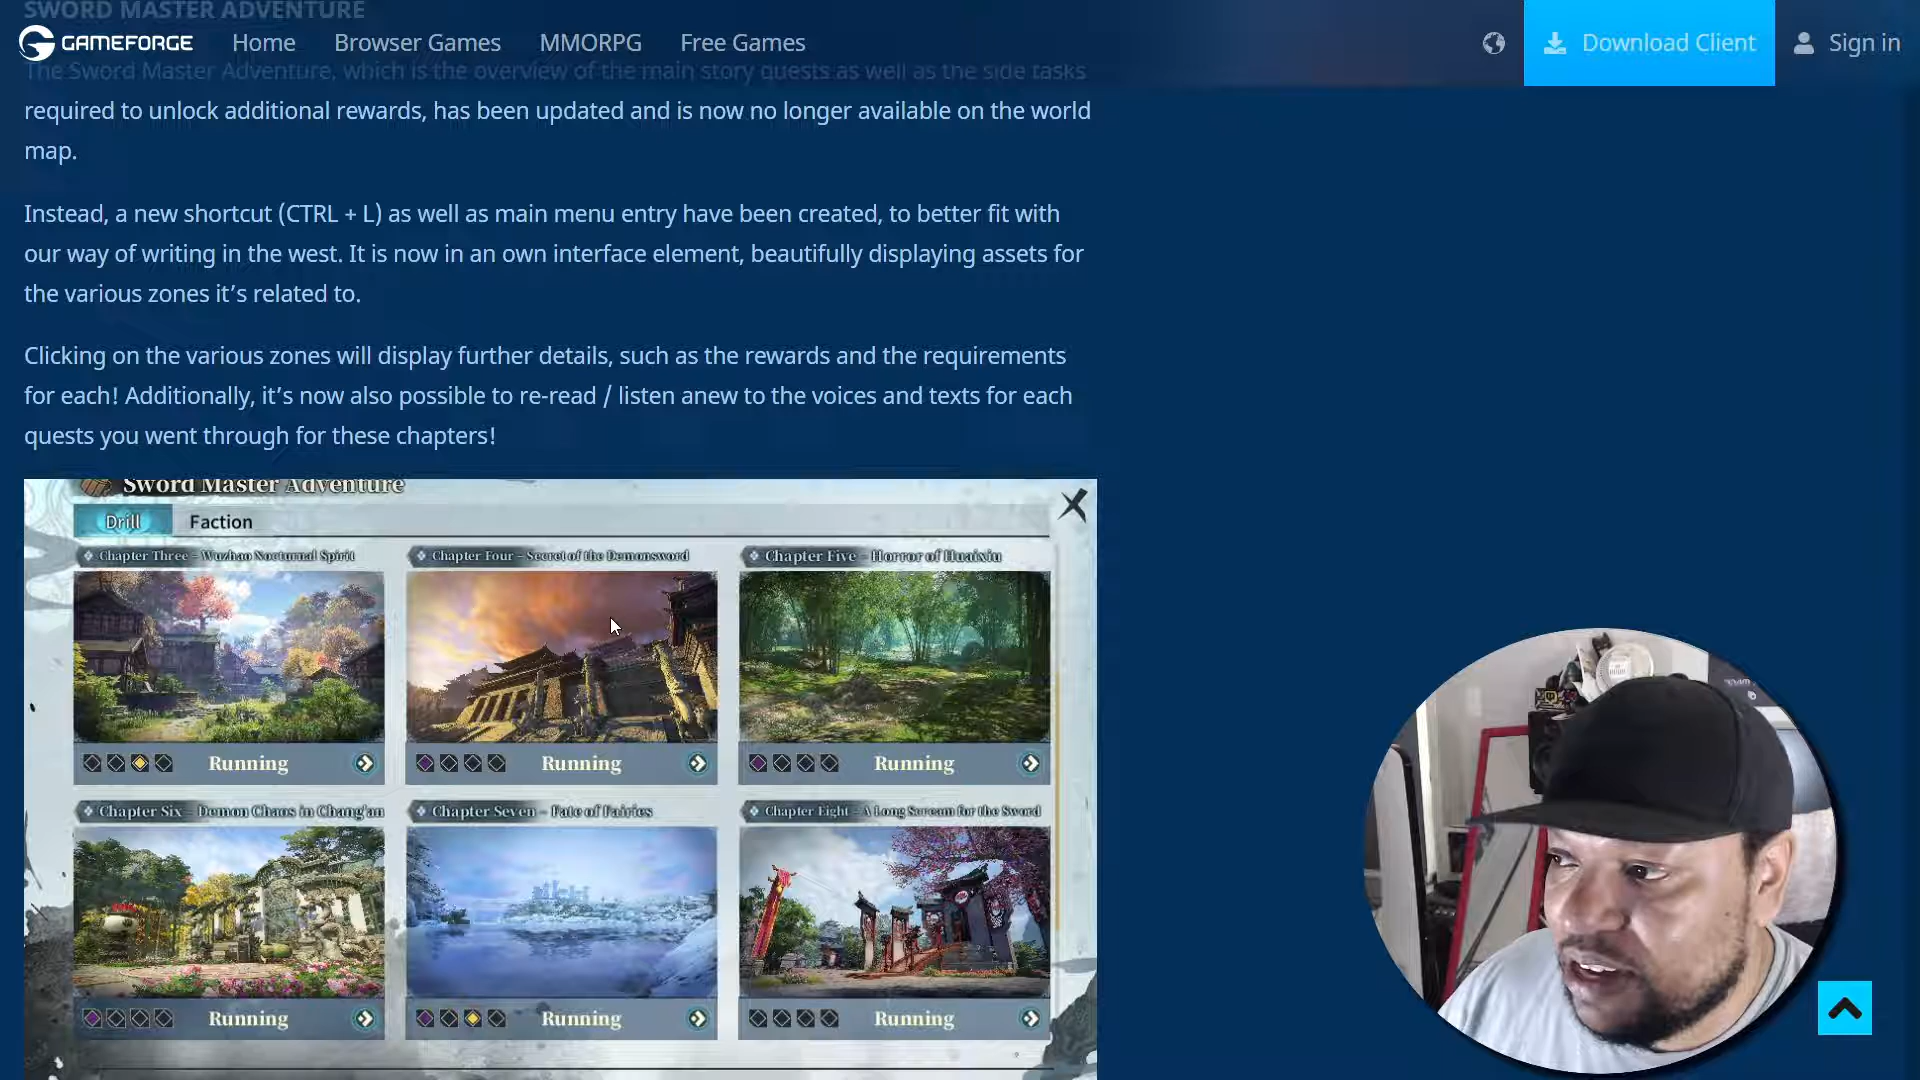 SWORD MASTER ADVENTURE
GAMEFORGE Home Browser Games MMORPG Free Games Download Client Sign in
The Sword Master Adventure, which is the overview of the main story quests as well as the side tasks
required to unlock additional rewards, has been updated and is now no longer available on the world
map.
Instead, a new shortcut (CTRL + L) as well as main menu entry have been created, to better fit with
our way of writing in the west. It is now in an own interface element, beautifully displaying assets for
the various zones it’s related to.
Clicking on the various zones will display further details, such as the rewards and the requirements
for each! Additionally, it’s now also possible to re-read / listen anew to the voices and texts for each
quests you went through for these chapters!
Sword Master Adventure
Drill Faction
Chapter Three – Wuzhao Nocturnal Spirit
Chapter Four – Secret of the Demonsword
Chapter Five – Horror of Huaixiu
Running
Running
Running
Chapter Six – Demon Chaos in Chang'an
Chapter Seven – Fate of Fairies
Chapter Eight – A Long Scream for the Sword
Running
Running
Running